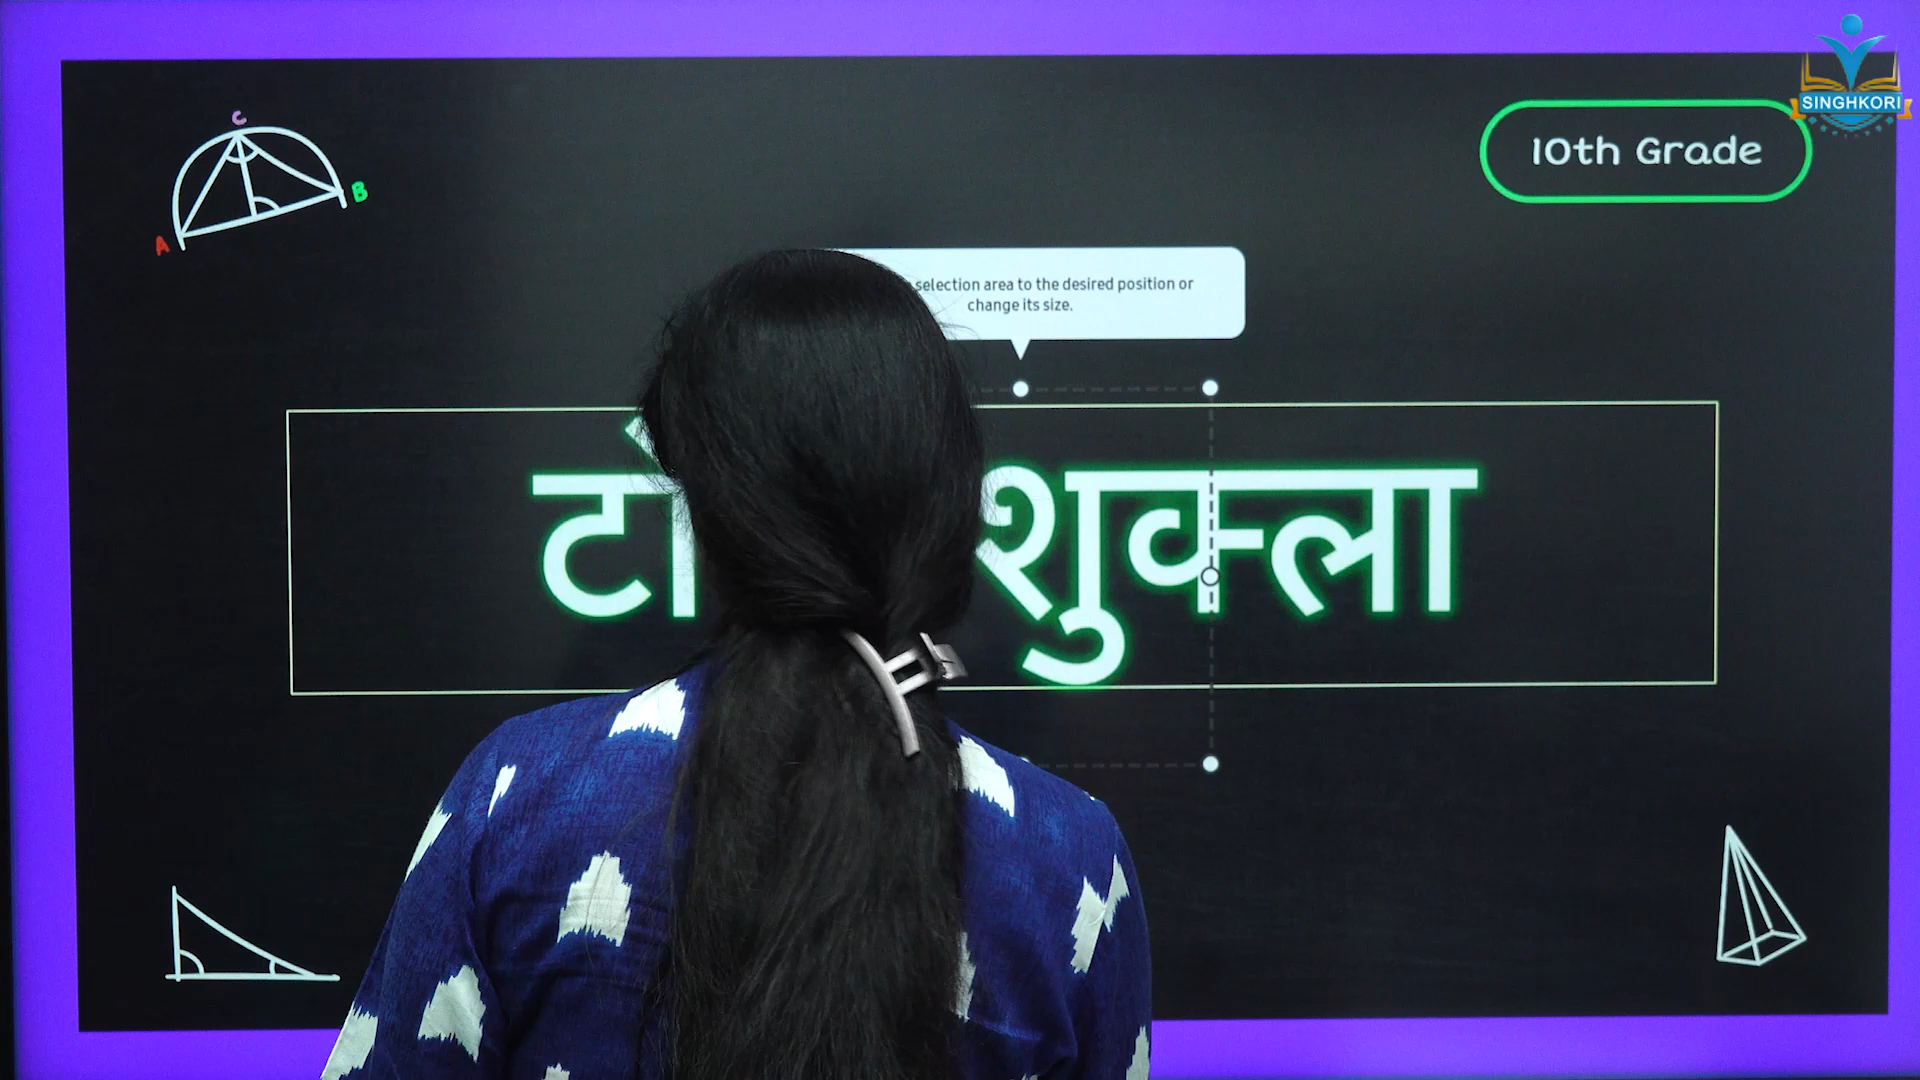 SINGHKORI
10th Grade
C
B
A
selection area to the desired position or
change its size.
शुक्ला